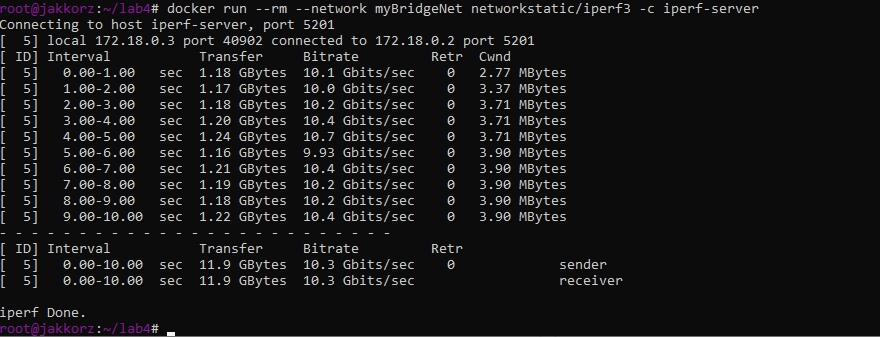 root@jakkorz:~/lab4# docker run --rm --network myBridgeNet networkstatic/iperf3 -c iperf-server
Connecting to host iperf-server, port 5201
[  5] local 172.18.0.3 port 40902 connected to 172.18.0.2 port 5201
[ ID] Interval           Transfer     Bitrate         Retr  Cwnd
[  5]   0.00-1.00   sec  1.18 GBytes  10.1 Gbits/sec    0   2.77 MBytes
[  5]   1.00-2.00   sec  1.17 GBytes  10.0 Gbits/sec    0   3.37 MBytes
[  5]   2.00-3.00   sec  1.18 GBytes  10.2 Gbits/sec    0   3.71 MBytes
[  5]   3.00-4.00   sec  1.20 GBytes  10.4 Gbits/sec    0   3.71 MBytes
[  5]   4.00-5.00   sec  1.24 GBytes  10.7 Gbits/sec    0   3.71 MBytes
[  5]   5.00-6.00   sec  1.16 GBytes  9.93 Gbits/sec    0   3.90 MBytes
[  5]   6.00-7.00   sec  1.21 GBytes  10.4 Gbits/sec    0   3.90 MBytes
[  5]   7.00-8.00   sec  1.19 GBytes  10.2 Gbits/sec    0   3.90 MBytes
[  5]   8.00-9.00   sec  1.18 GBytes  10.2 Gbits/sec    0   3.90 MBytes
[  5]   9.00-10.00  sec  1.22 GBytes  10.4 Gbits/sec    0   3.90 MBytes
- - - - - - - - - - - - - - - - - - - - - - - - -
[ ID] Interval           Transfer     Bitrate         Retr
[  5]   0.00-10.00  sec  11.9 GBytes  10.3 Gbits/sec    0             sender
[  5]   0.00-10.00  sec  11.9 GBytes  10.3 Gbits/sec                  receiver
iperf Done.
root@jakkorz:~/lab4#